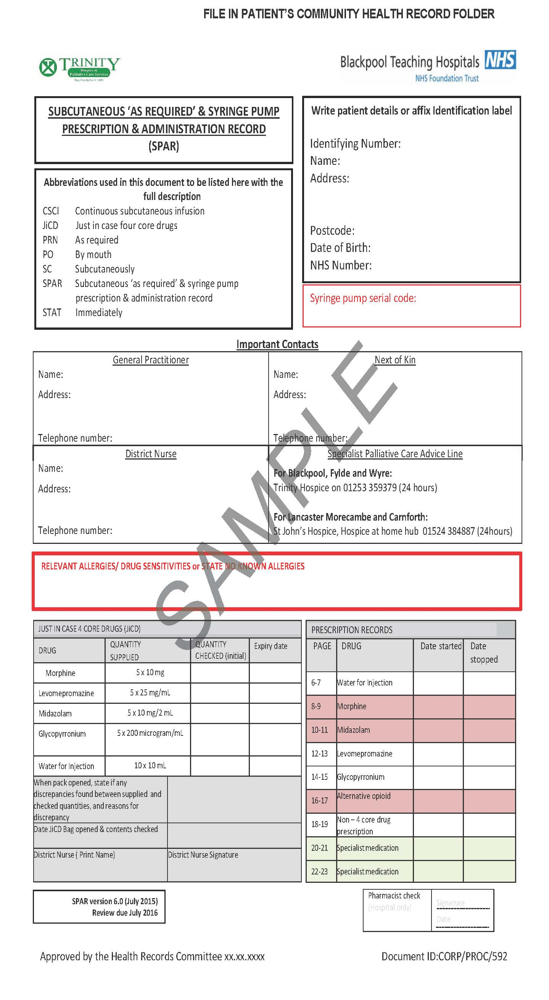 FILE IN PATIENT’S COMMUNITY HEALTH RECORD FOLDER
TRINITY
Hospice &
Palliative Care Services
Blackpool Teaching Hospitals NHS
NHS Foundation Trust
SUBCUTANEOUS ‘AS REQUIRED’ & SYRINGE PUMP
PRESCRIPTION & ADMINISTRATION RECORD
(SPAR)
Abbreviations used in this document to be listed here with the
full description
CSCI Continuous subcutaneous infusion
JiCD Just in case four core drugs
PRN As required
PO By mouth
SC Subcutaneously
SPAR Subcutaneous ‘as required’ & syringe pump
prescription & administration record
STAT Immediately
Write patient details or affix Identification label
Identifying Number:
Name:
Address:
Postcode:
Date of Birth:
NHS Number:
Syringe pump serial code:
Important Contacts
General Practitioner
Name:
Address:
Telephone number:
Next of Kin
Name:
Address:
Telephone number:
District Nurse
Name:
Address:
Telephone number:
Specialist Palliative Care Advice Line
For Blackpool, Fylde and Wyre:
Trinity Hospice on 01253 359379 (24 hours)
For Lancaster Morecambe and Carnforth:
St John’s Hospice, Hospice at home hub 01524 384887 (24hours)
SAMPLE
RELEVANT ALLERGIES/ DRUG SENSITIVITIES or STATE NO KNOWN ALLERGIES
JUST IN CASE 4 CORE DRUGS (JiCD)
DRUG QUANTITY SUPPLIED QUANTITY CHECKED (initial) Expiry date
Morphine 5 x 10 mg
Levomepromazine 5 x 25 mg/mL
Midazolam 5 x 10 mg/2 mL
Glycopyrronium 5 x 200 microgram/mL
Water for Injection 10 x 10 mL
When pack opened, state if any
discrepancies found between supplied and
checked quantities, and reasons for
discrepancy
Date JiCD Bag opened & contents checked
District Nurse ( Print Name) District Nurse Signature
PRESCRIPTION RECORDS
PAGE DRUG Date started Date stopped
6-7 Water for Injection
8-9 Morphine
10-11 Midazolam
12-13 Levomepromazine
14-15 Glycopyrronium
16-17 Alternative opioid
18-19 Non – 4 core drug
prescription
20-21 Specialist medication
22-23 Specialist medication
SPAR version 6.0 (July 2015)
Review due July 2016
Pharmacist check
(Hospital only)
Signature
Date
Approved by the Health Records Committee xx.xx.xxxx
Document ID:CORP/PROC/592